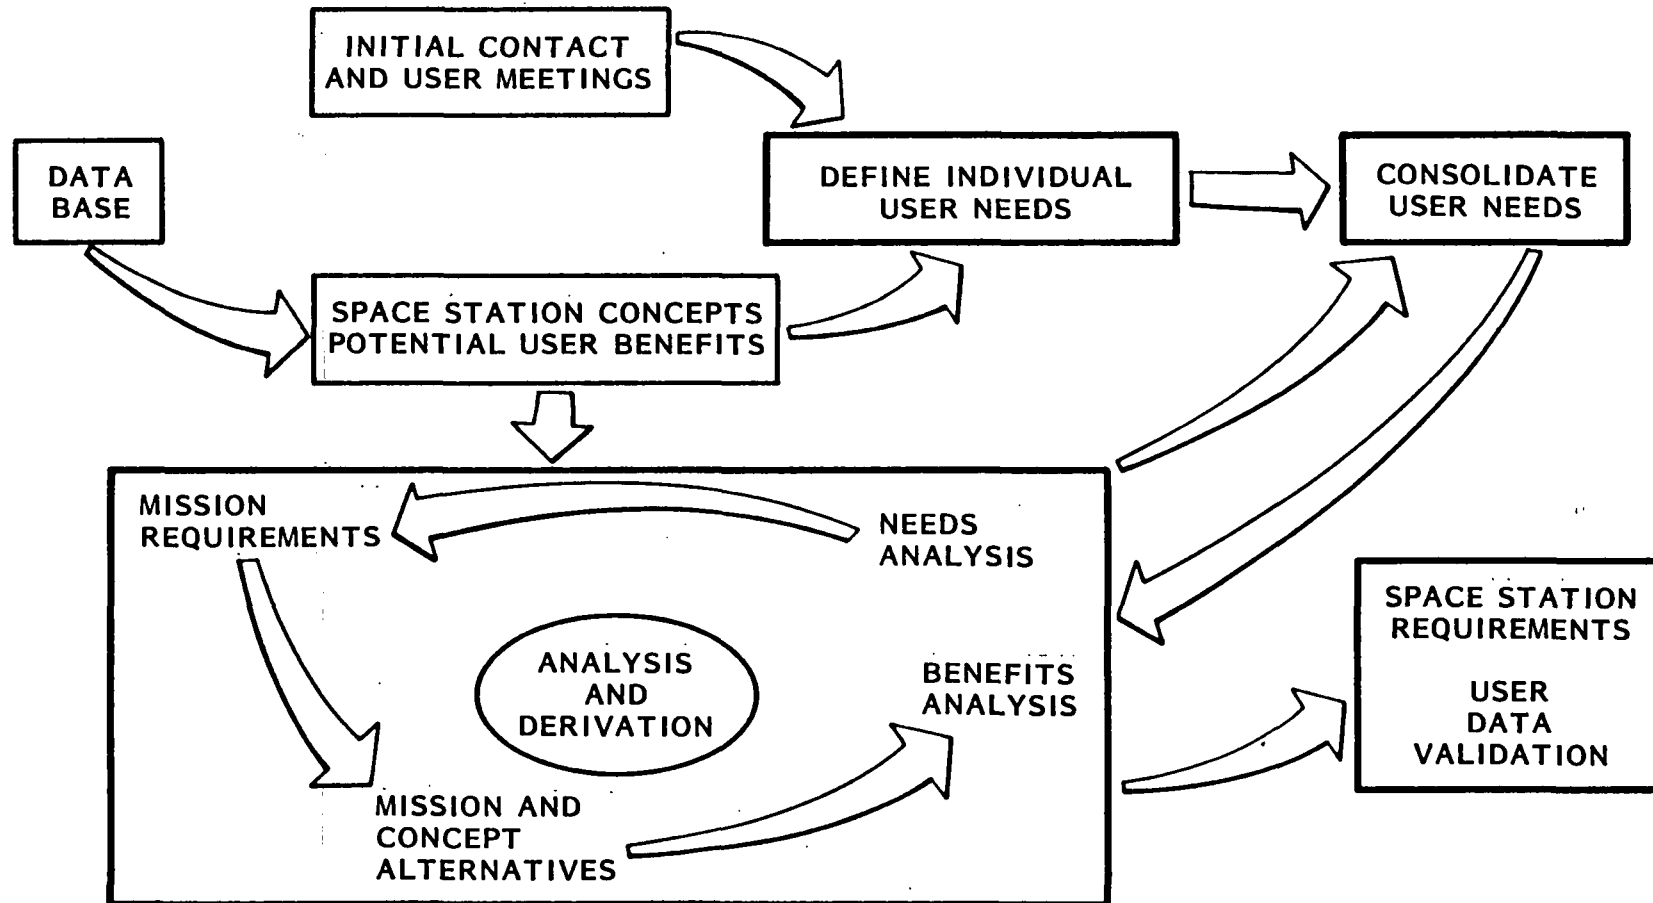 INITIAL CONTACT
AND USER MEETINGS
DATA
BASE
DEFINE INDIVIDUAL
USER NEEDS
CONSOLIDATE
USER NEEDS
SPACE STATION CONCEPTS
POTENTIAL USER BENEFITS
MISSION
REQUIREMENTS
NEEDS
ANALYSIS
ANALYSIS
AND
DERIVATION
BENEFITS
ANALYSIS
MISSION AND
CONCEPT
ALTERNATIVES
SPACE STATION
REQUIREMENTS
USER
DATA
VALIDATION